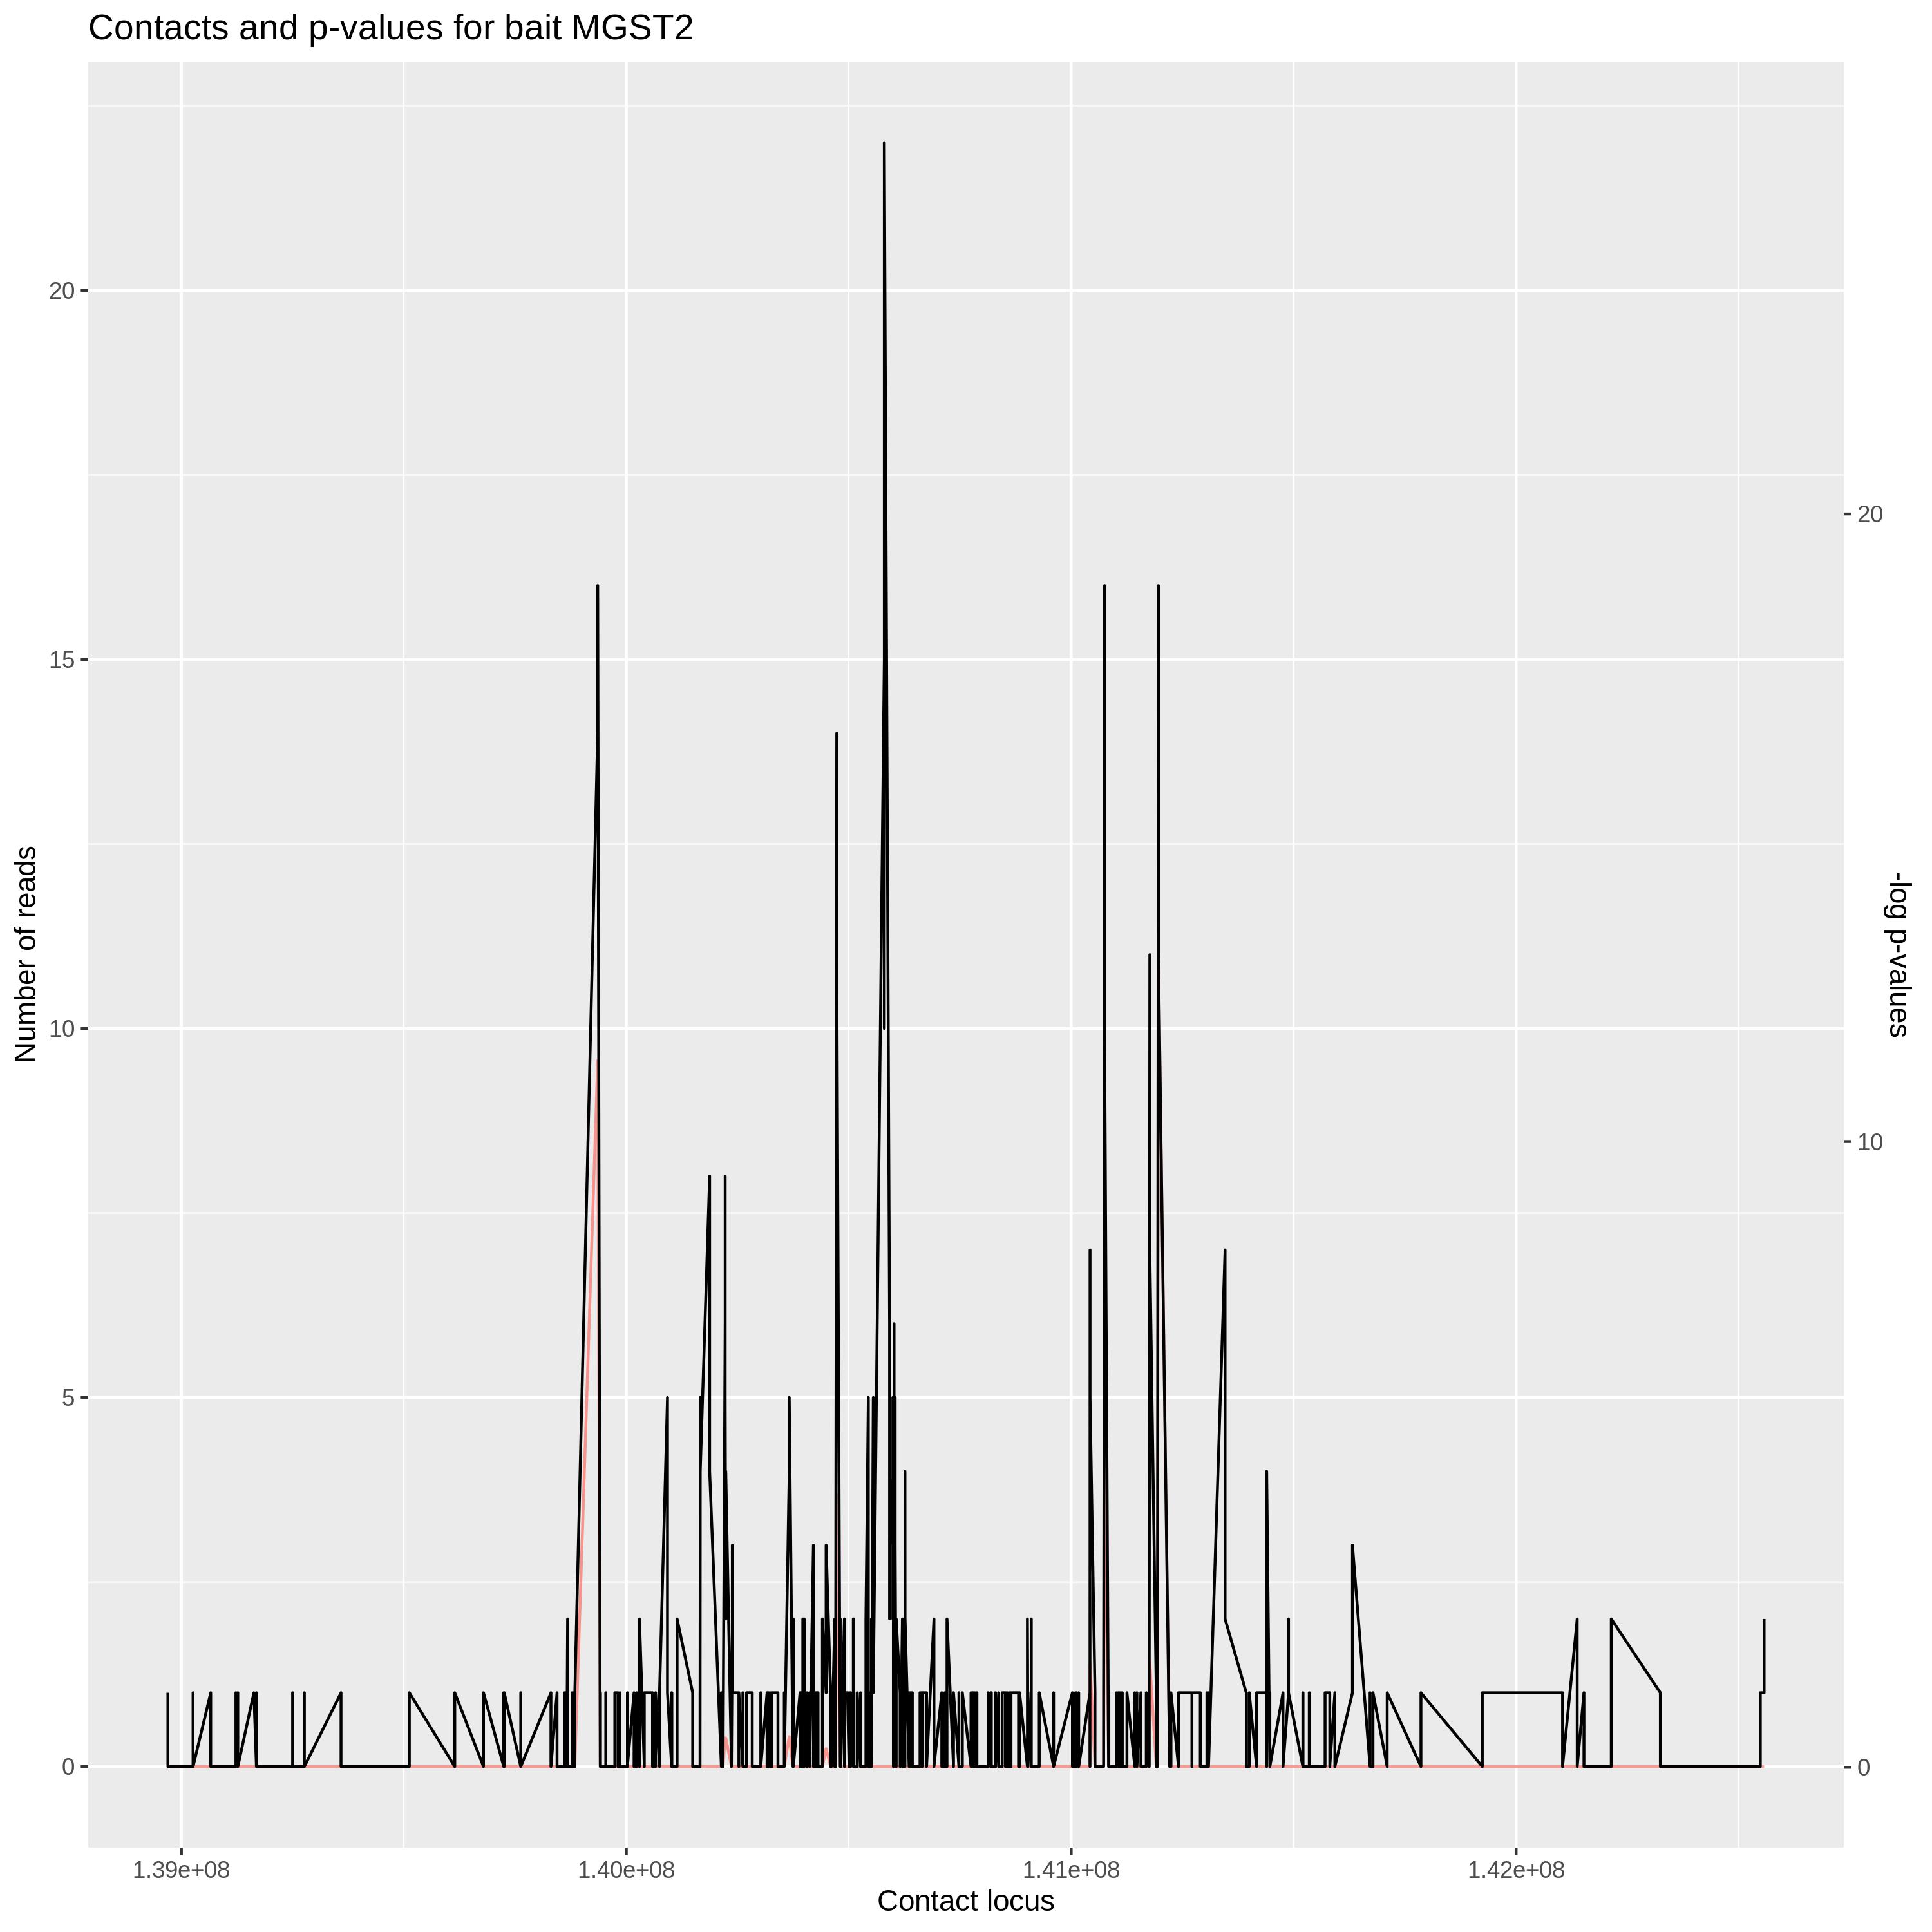 Contacts and p-values for bait MGST2
20
15
10
5
0
Number of reads
20
10
0
-log p-values
1.39e+08
1.40e+08
1.41e+08
1.42e+08
Contact locus